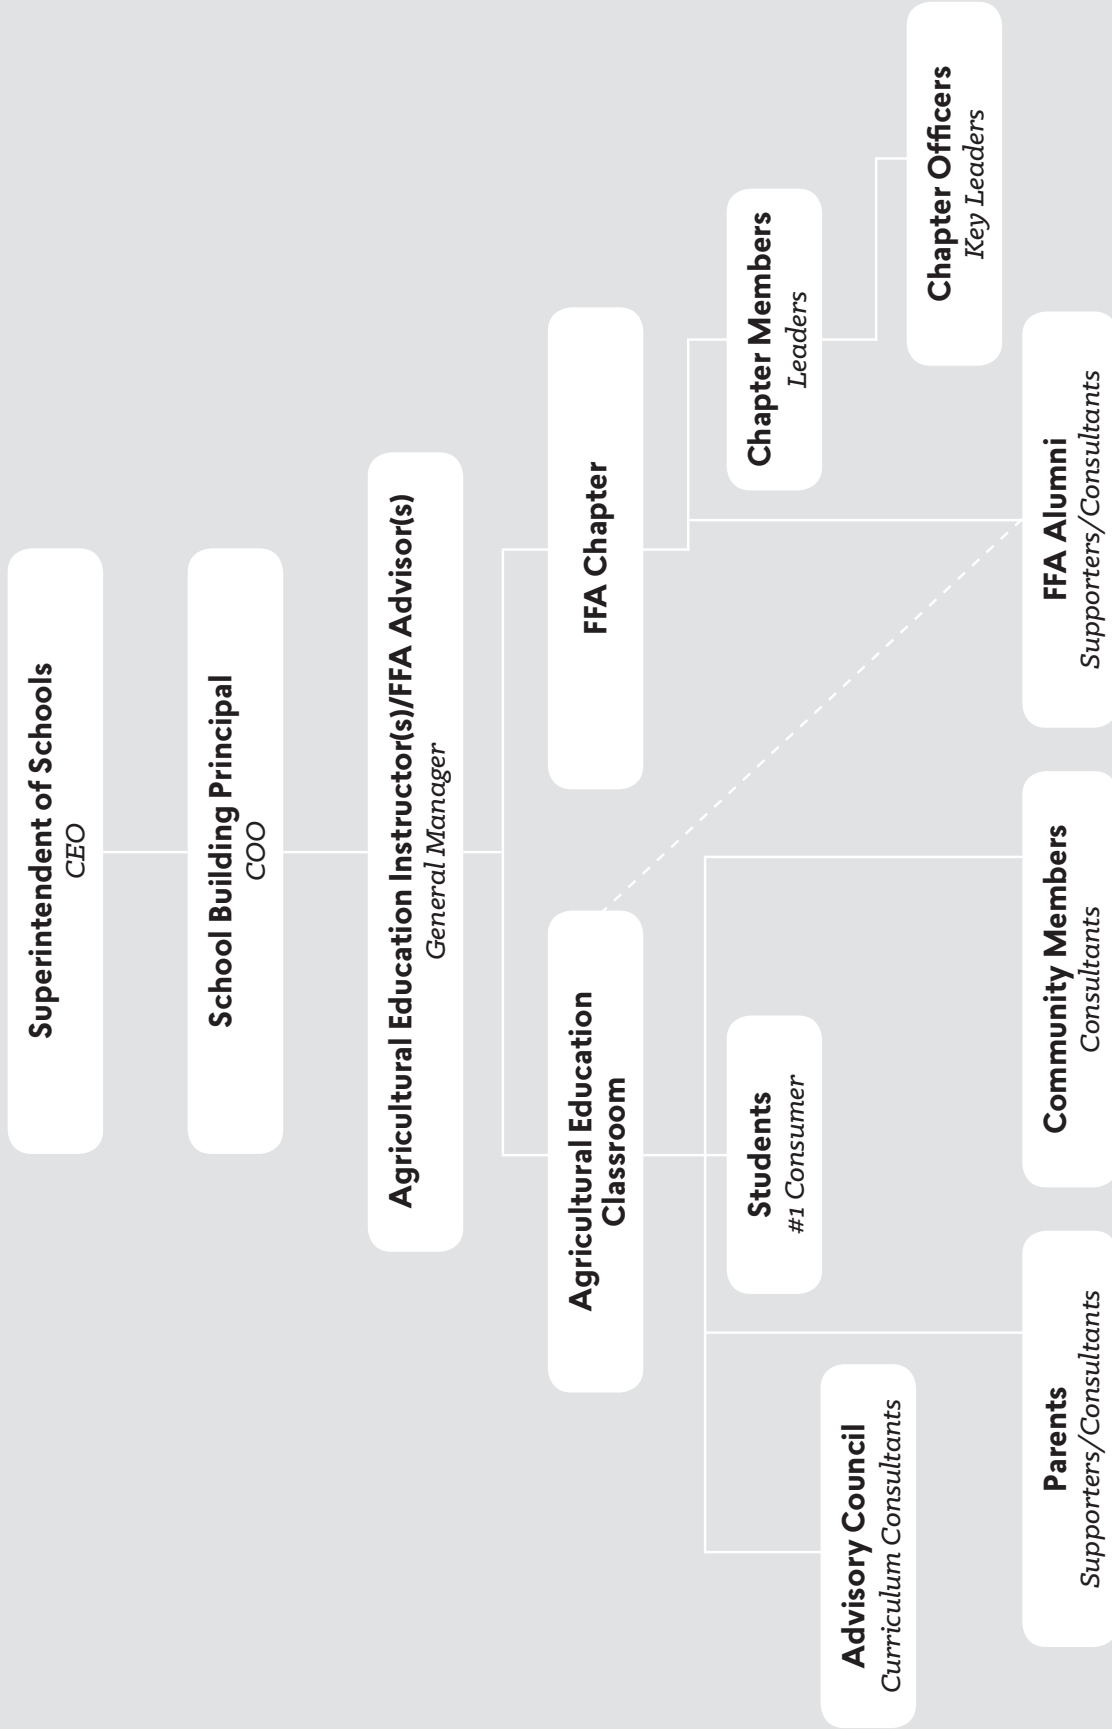 Superintendent of Schools
CEO
School Building Principal
COO
Agricultural Education Instructor(s)/FFA Advisor(s)
General Manager
Agricultural Education
Classroom
FFA Chapter
Students
#1 Consumer
Chapter Members
Leaders
Advisory Council
Curriculum Consultants
Chapter Officers
Key Leaders
Parents
Supporters/Consultants
Community Members
Consultants
FFA Alumni
Supporters/Consultants